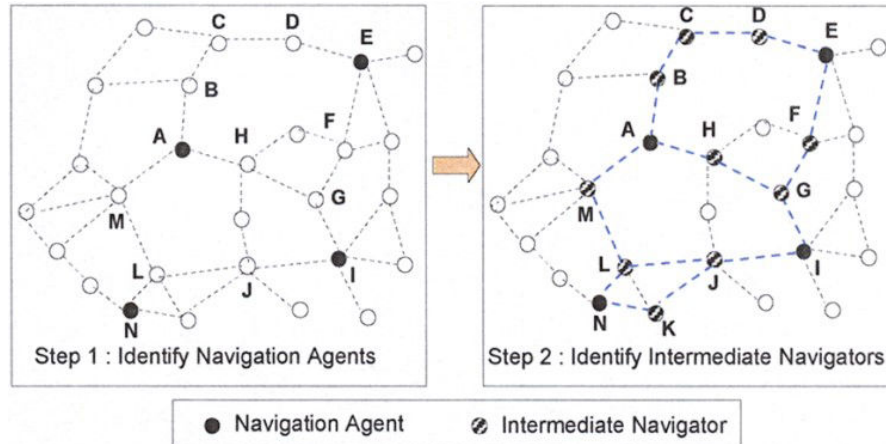 C D E
B
A H F
G
M
L J I
N
Step 1 : Identify Navigation Agents
C D E
B
A H F
G
M
L J I
N K
Step 2 : Identify Intermediate Navigators
Navigation Agent Intermediate Navigator